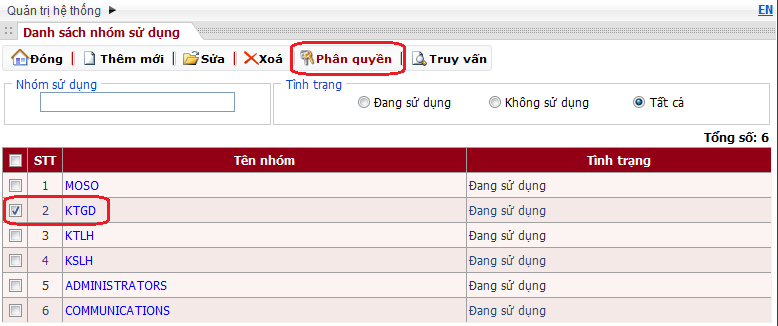 Quản trị hệ thống ▶ EN
Danh sách nhóm sử dụng
Đóng | Thêm mới | Sửa | Xoá | Phân quyền | Truy vấn
Nhóm sử dụng Tình trạng
Đang sử dụng Không sử dụng Tất cả
Tổng số: 6
STT Tên nhóm Tình trạng
1 MOSO Đang sử dụng
2 KTGD Đang sử dụng
3 KTLH Đang sử dụng
4 KSLH Đang sử dụng
5 ADMINISTRATORS Đang sử dụng
6 COMMUNICATIONS Đang sử dụng